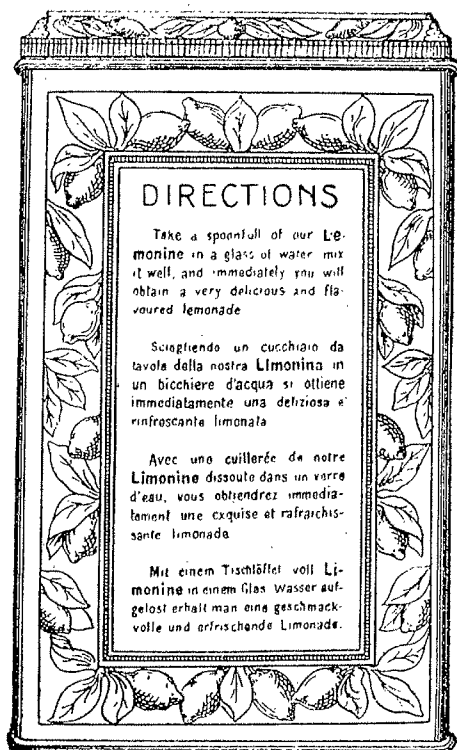 DIRECTIONS
Take a spoonfull of our Le-
monine in a glass of water mix
it well, and immediately you will
obtain a very delicious and fla-
voured lemonade
Sciogliendo un cucchiaio da
tavola della nostra Limonina in
un bicchiere d'acqua si ottiene
immediatamente una deliziosa e
rinfrescante limonata
Avec une cuillerée de notre
Limonine dissoute dans un verre
d'eau, vous obtiendrez immedia-
tement une exquise et rafraichis-
sante limonade
Mit einem Tischlöffel voll Li-
monine in einem Glas Wasser auf-
gelost erhalt man eine geschmack-
volle und erfrischende Limonade.